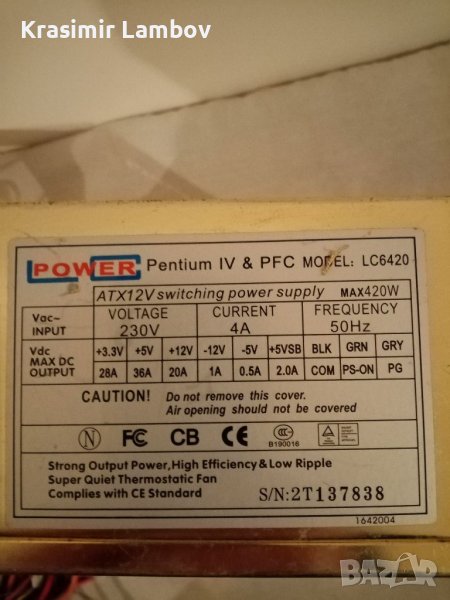 Krasimir Lambov
POWER Pentium IV & PFC MODEL: LC6420
ATX12V switching power supply MAX420W
Vac~ INPUT VOLTAGE 230V CURRENT 4A FREQUENCY 50Hz
Vdc MAX DC OUTPUT +3.3V +5V +12V -12V -5V +5VSB BLK GRN GRY
28A 36A 20A 1A 0.5A 2.0A COM PS-ON PG
CAUTION! Do not remove this cover.
Air opening should not be covered
N FC CB CE B190016
Strong Output Power, High Efficiency & Low Ripple
Super Quiet Thermostatic Fan
Complies with CE Standard S/N:2T137838
1642004
BAZAR